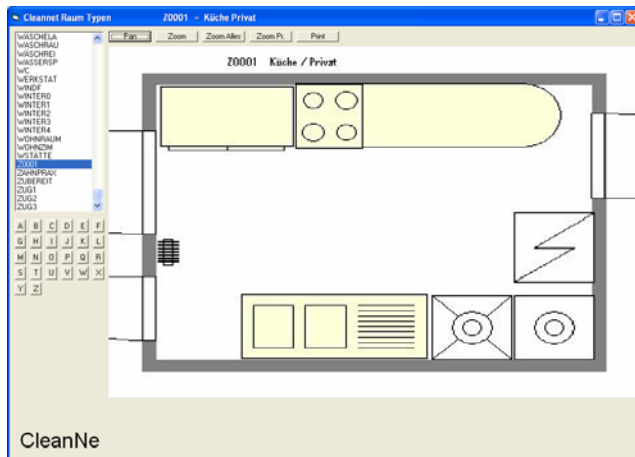 Cleannet Raum Typen Z0001 - Küche Privat
WASCHELA
WASCHRAU
WASCHREI
WASSERSP
WC
WERKSTAT
WINDF
WINTER0
WINTER1
WINTER2
WINTER3
WINTER4
WOHNRAUM
WOHNZIM
WSTÄTTE
Z0001
ZAHNPRAX
ZUBEREIT
ZUG1
ZUG2
ZUG3
Pan Zoom Zoom Alles Zoom Pr. Print
Z0001 Küche / Privat
A B C D E F
G H I J K L
M N O P Q R
S T U V W X
Y Z
CleanNe